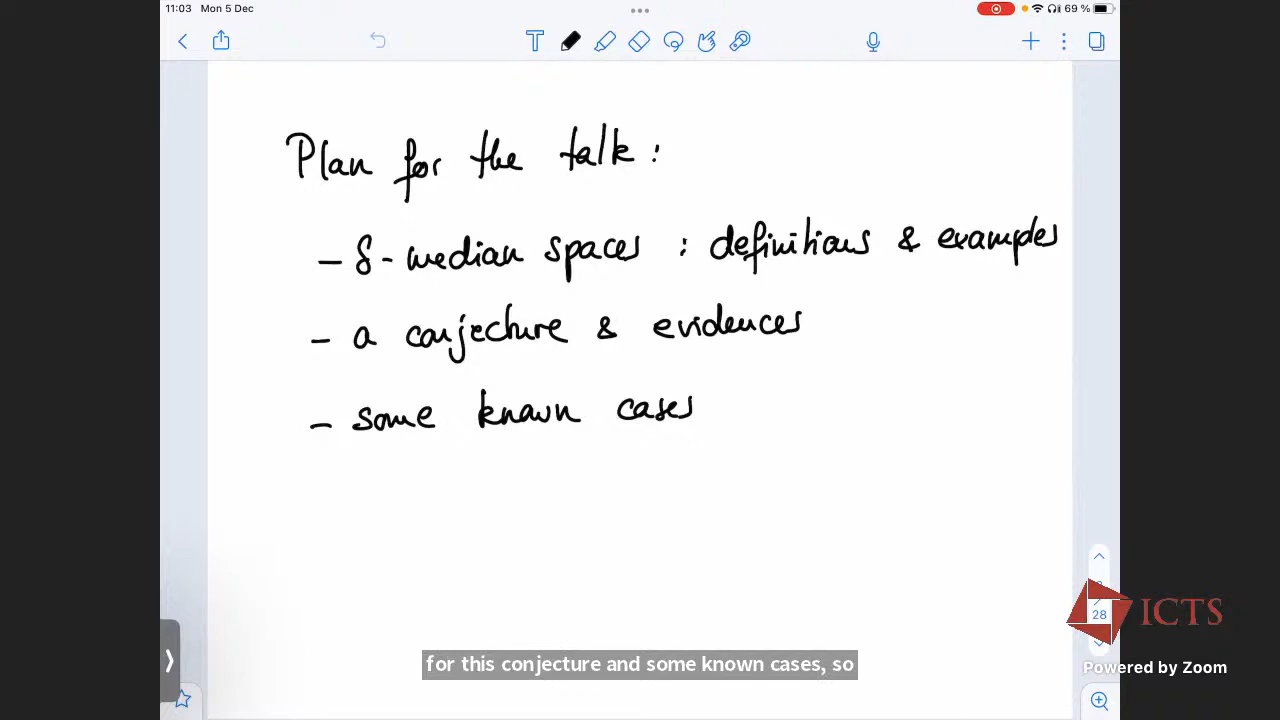 11:03 Mon 5 Dec
69 %
Plan for the talk :
- δ-median spaces : definitions & examples
- a conjecture & evidences
- some known cases
28
ICTS
for this conjecture and some known cases, so
Powered by Zoom